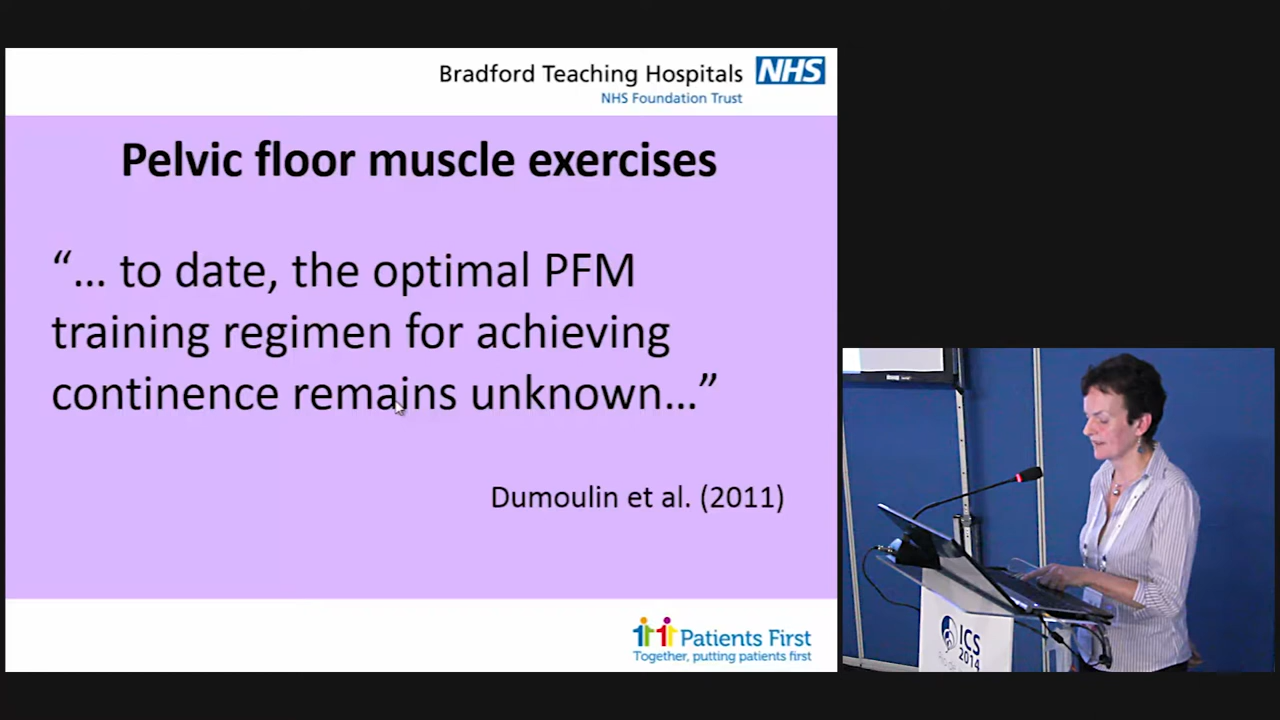 Bradford Teaching Hospitals NHS
NHS Foundation Trust
Pelvic floor muscle exercises
“... to date, the optimal PFM
training regimen for achieving
continence remains unknown...”
Dumoulin et al. (2011)
Patients First
Together, putting patients first
ICS
2014